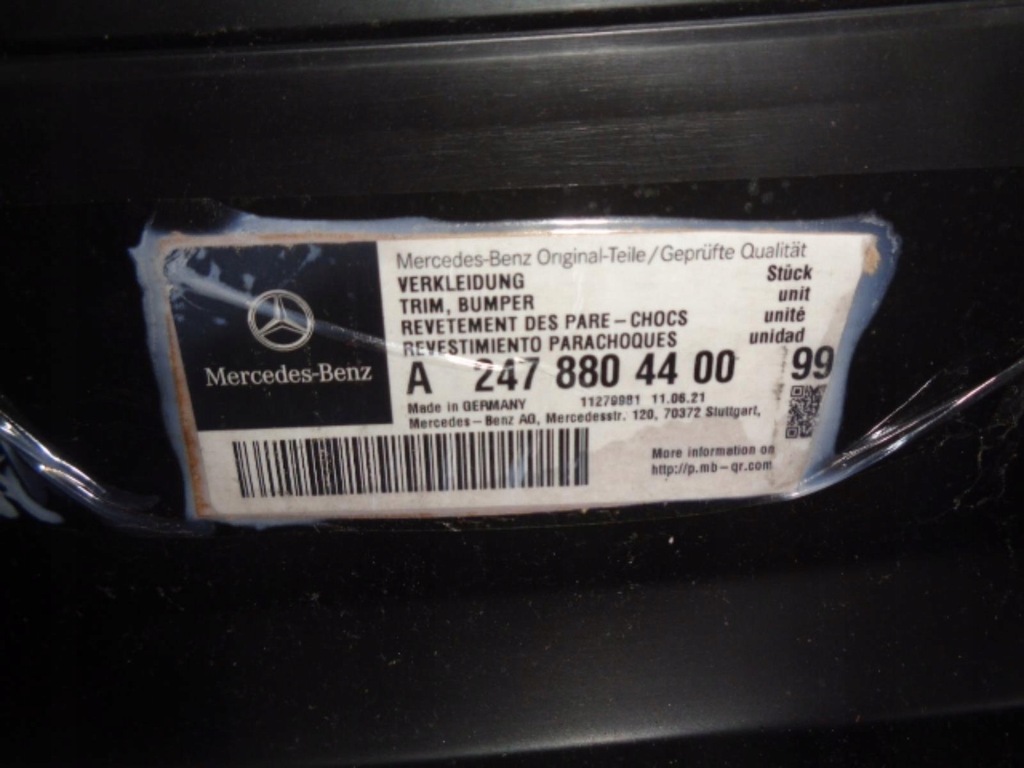 Mercedes-Benz Original-Teile/Geprüfte Qualität
VERKLEIDUNG Stück
TRIM, BUMPER unit
REVETEMENT DES PARE-CHOCS unité
REVESTIMIENTO PARACHOQUES unidad
Mercedes-Benz
A 247 880 44 00 99
Made in GERMANY 11279981 11.06.21
Mercedes-Benz AG, Mercedesstr. 120, 70372 Stuttgart,
More information on
http://p.mb-qr.com